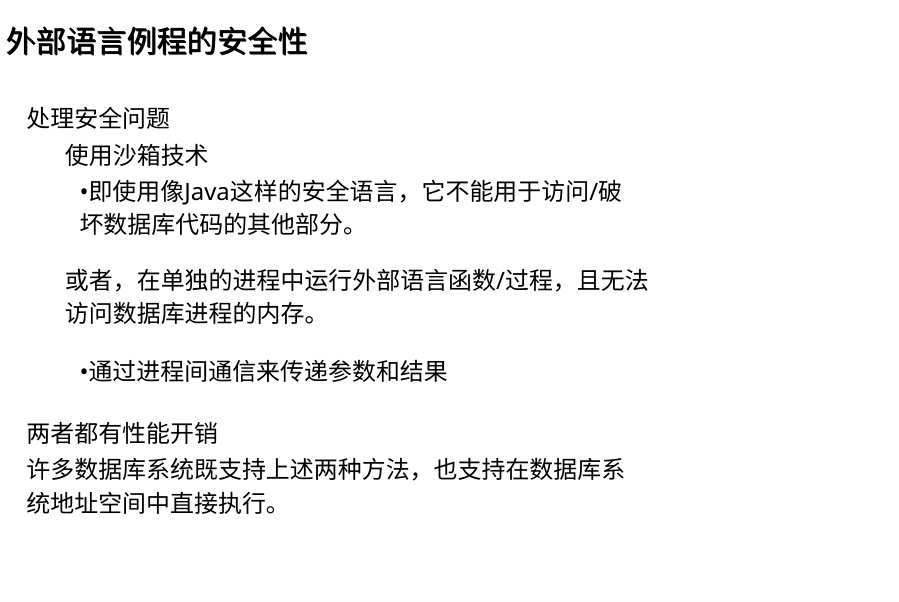 外部语言例程的安全性
处理安全问题
使用沙箱技术
•即使用像Java这样的安全语言，它不能用于访问/破
坏数据库代码的其他部分。
或者，在单独的进程中运行外部语言函数/过程，且无法
访问数据库进程的内存。
•通过进程间通信来传递参数和结果
两者都有性能开销
许多数据库系统既支持上述两种方法，也支持在数据库系
统地址空间中直接执行。